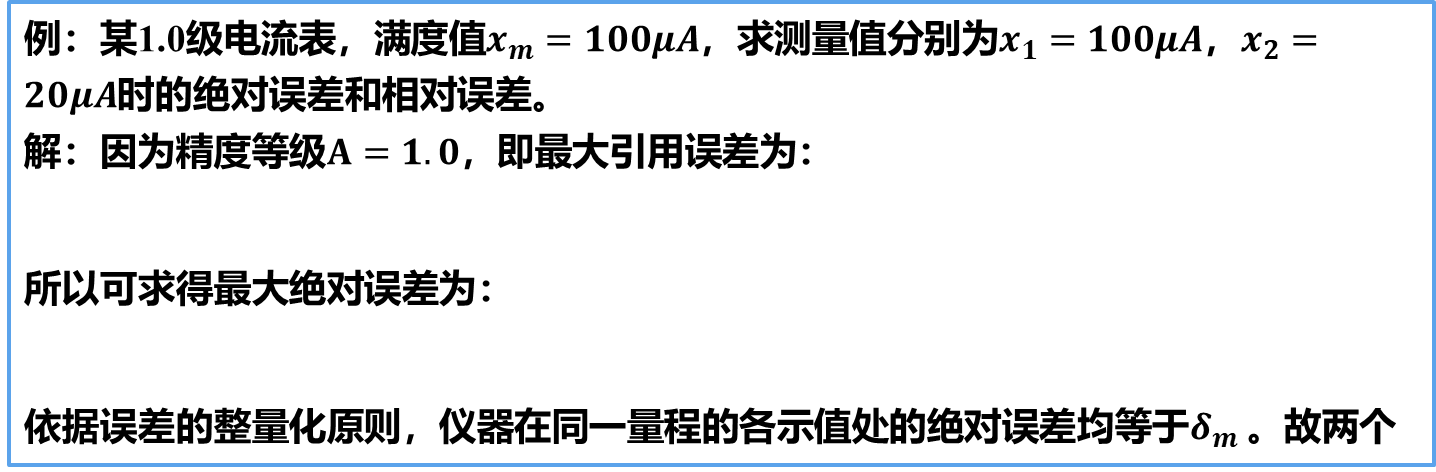 例：某1.0级电流表，满度值xₘ = 100μA，求测量值分别为x₁ = 100μA，x₂ =
20μA时的绝对误差和相对误差。
解：因为精度等级A = 1.0，即最大引用误差为：
所以可求得最大绝对误差为：
依据误差的整量化原则，仪器在同一量程的各示值处的绝对误差均等于δₘ 。故两个